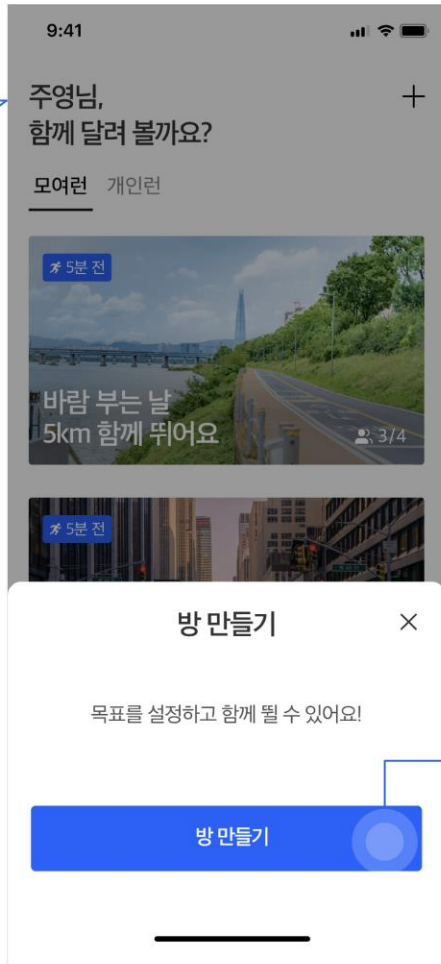 9:41
주영님,
함께 달려 볼까요?
모여런 개인런
5분 전
바람 부는 날
5km 함께 뛰어요
3/4
5분 전
방 만들기
목표를 설정하고 함께 뛸 수 있어요!
방 만들기